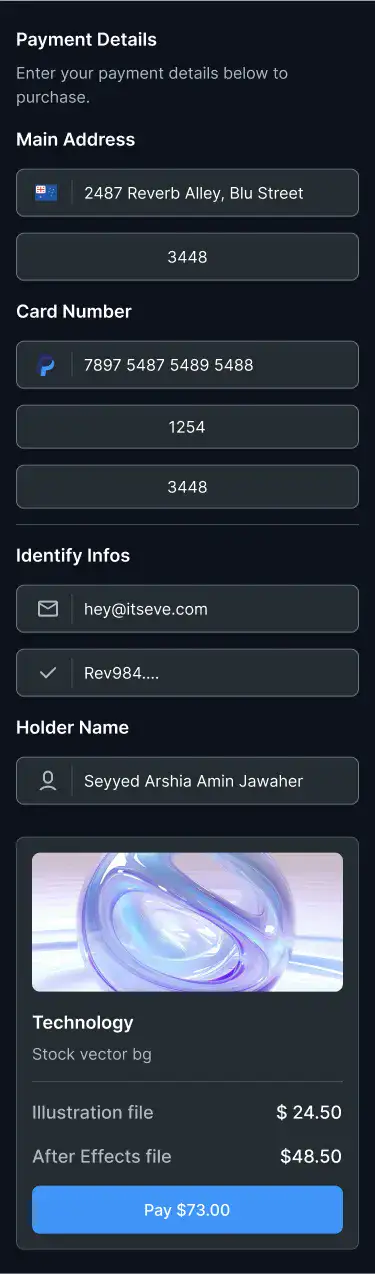 Payment Details
Enter your payment details below to
purchase.
Main Address
2487 Reverb Alley, Blu Street
3448
Card Number
7897 5487 5489 5488
1254
3448
Identify Infos
hey@itseve.com
Rev984....
Holder Name
Seyyed Arshia Amin Jawaher
Technology
Stock vector bg
Illustration file $ 24.50
After Effects file $48.50
Pay $73.00